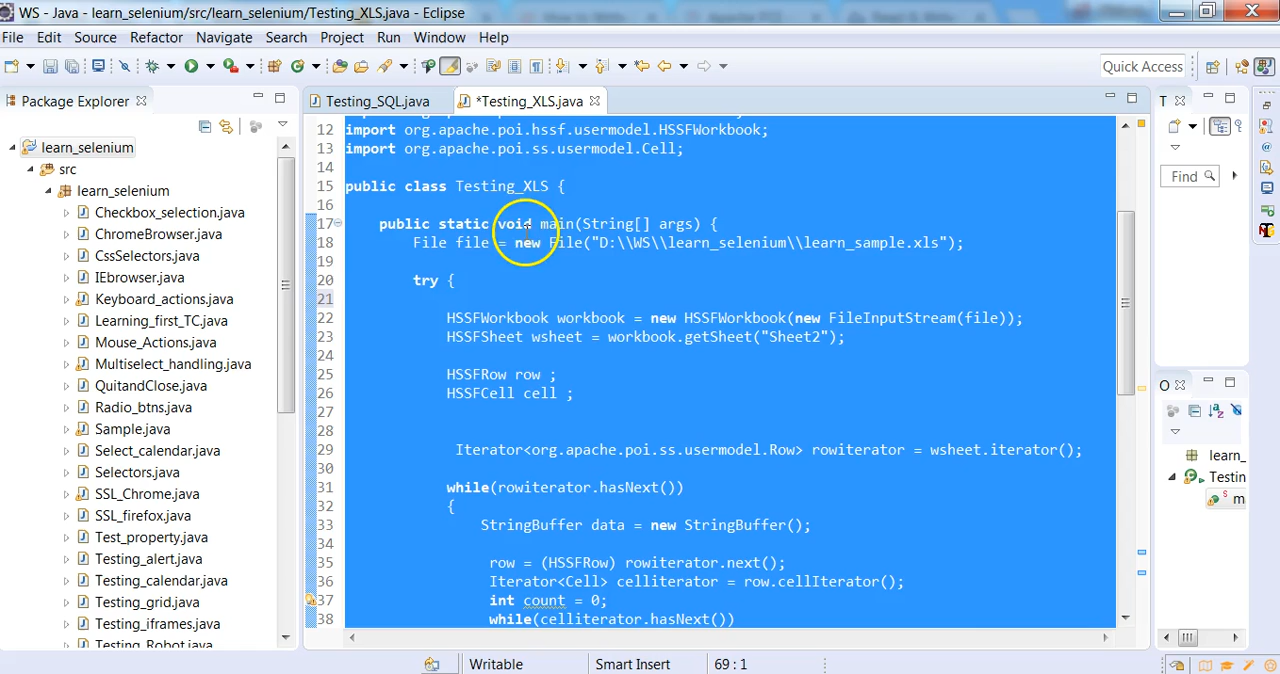 WS - Java - learn_selenium/src/learn_selenium/Testing_XLS.java - Eclipse
File Edit Source Refactor Navigate Search Project Run Window Help
Quick Access
Package Explorer
Testing_SQL.java
*Testing_XLS.java
T
learn_selenium
src
learn_selenium
Checkbox_selection.java
ChromeBrowser.java
CssSelectors.java
IEbrowser.java
Keyboard_actions.java
Learning_first_TC.java
Mouse_Actions.java
Multiselect_handling.java
QuitandClose.java
Radio_btns.java
Sample.java
Select_calendar.java
Selectors.java
SSL_Chrome.java
SSL_firefox.java
Test_property.java
Testing_alert.java
Testing_calendar.java
Testing_grid.java
Testing_iframes.java
Testing_Robot.java
12 import org.apache.poi.hssf.usermodel.HSSFWorkbook;
13 import org.apache.poi.ss.usermodel.Cell;
14
15 public class Testing_XLS {
16
17 public static void main(String[] args) {
18 File file = new File("D:\\WS\\learn_selenium\\learn_sample.xls");
19
20 try {
21
22 HSSFWorkbook workbook = new HSSFWorkbook(new FileInputStream(file));
23 HSSFSheet wsheet = workbook.getSheet("Sheet2");
24
25 HSSFRow row ;
26 HSSFCell cell ;
27
28
29 Iterator<org.apache.poi.ss.usermodel.Row> rowiterator = wsheet.iterator();
30
31 while(rowiterator.hasNext())
32 {
33 StringBuffer data = new StringBuffer();
34
35 row = (HSSFRow) rowiterator.next();
36 Iterator<Cell> celliterator = row.cellIterator();
37 int count = 0;
38 while(celliterator.hasNext())
Find
O
learn_
Testin
m
Writable
Smart Insert
69 : 1